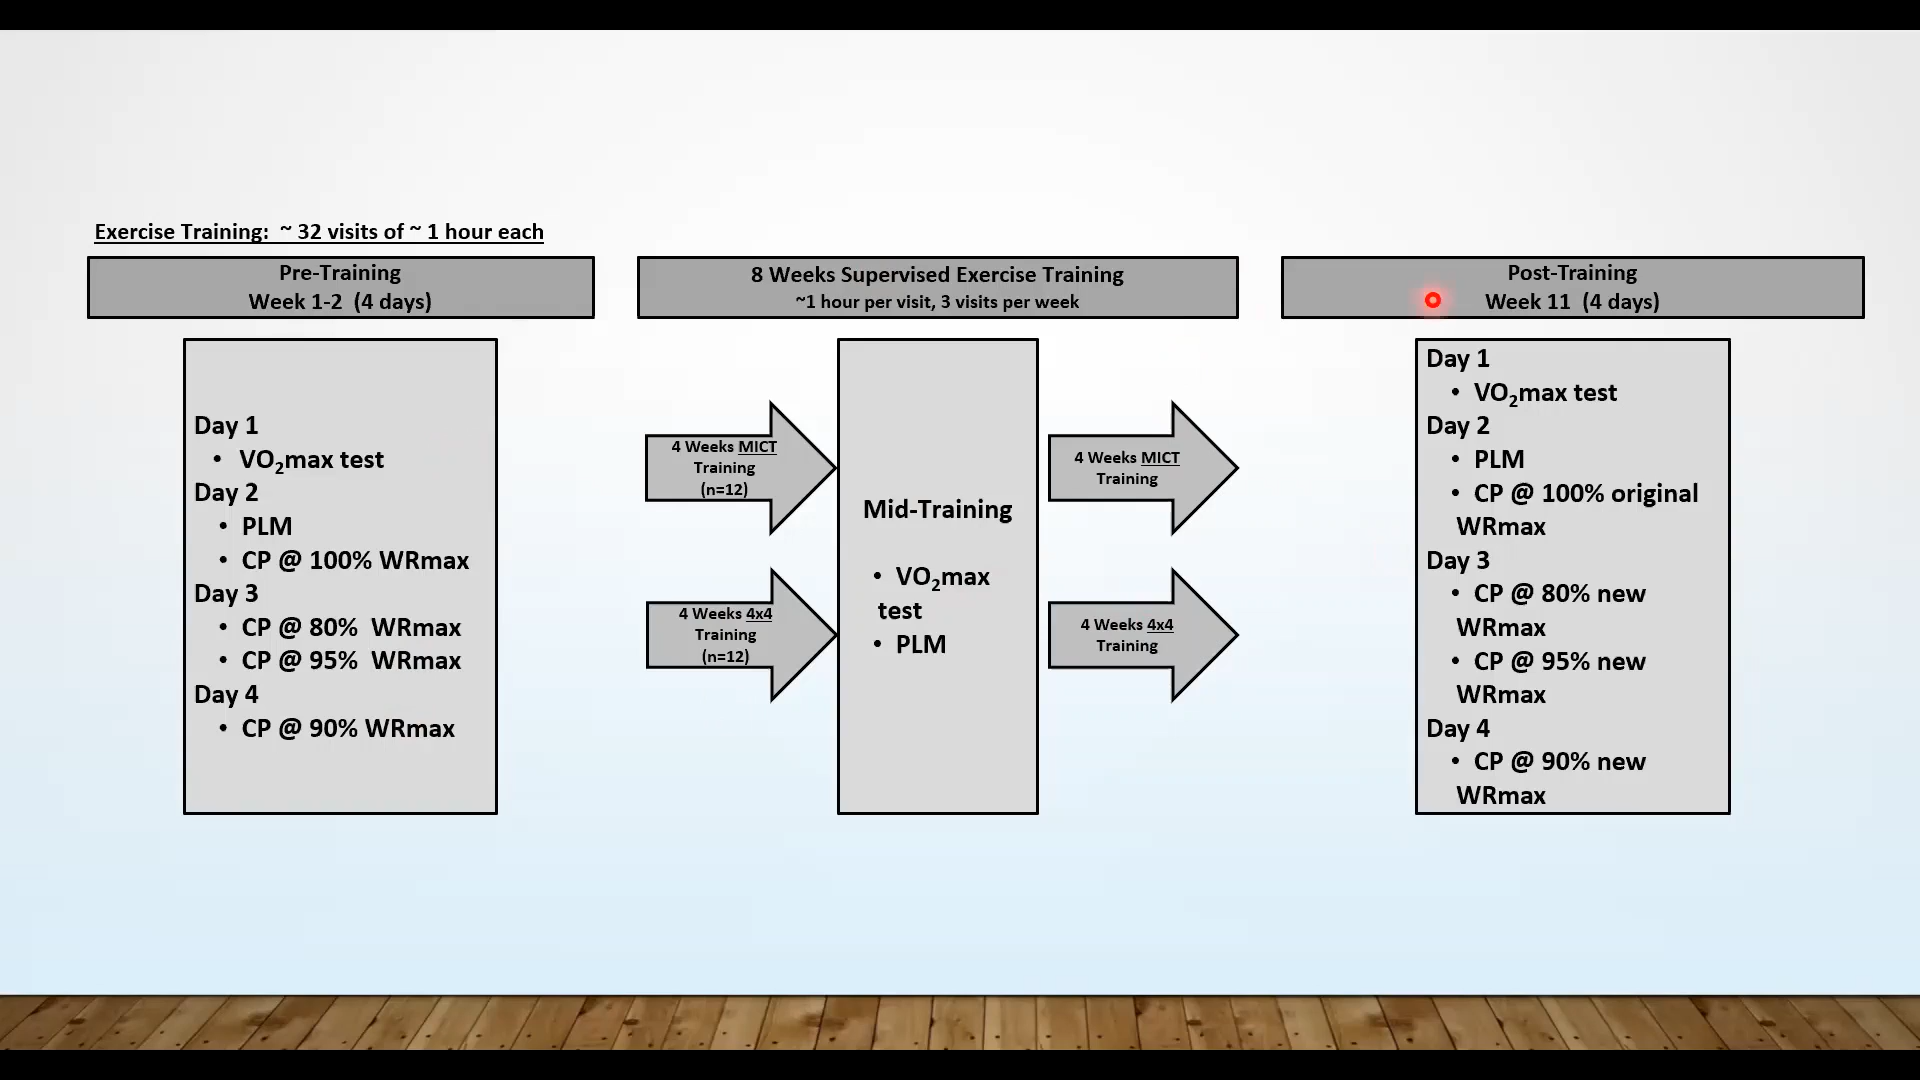 Exercise Training:  ~ 32 visits of ~ 1 hour each
Pre-Training
Week 1-2  (4 days)
Day 1
• VO₂max test
Day 2
• PLM
• CP @ 100% WRmax
Day 3
• CP @ 80%  WRmax
• CP @ 95%  WRmax
Day 4
• CP @ 90% WRmax
8 Weeks Supervised Exercise Training
~1 hour per visit, 3 visits per week
4 Weeks MICT
Training
(n=12)
4 Weeks 4x4
Training
(n=12)
Mid-Training
• VO₂max
test
• PLM
4 Weeks MICT
Training
4 Weeks 4x4
Training
Post-Training
Week 11  (4 days)
Day 1
• VO₂max test
Day 2
• PLM
• CP @ 100% original
WRmax
Day 3
• CP @ 80% new
WRmax
• CP @ 95% new
WRmax
Day 4
• CP @ 90% new
WRmax